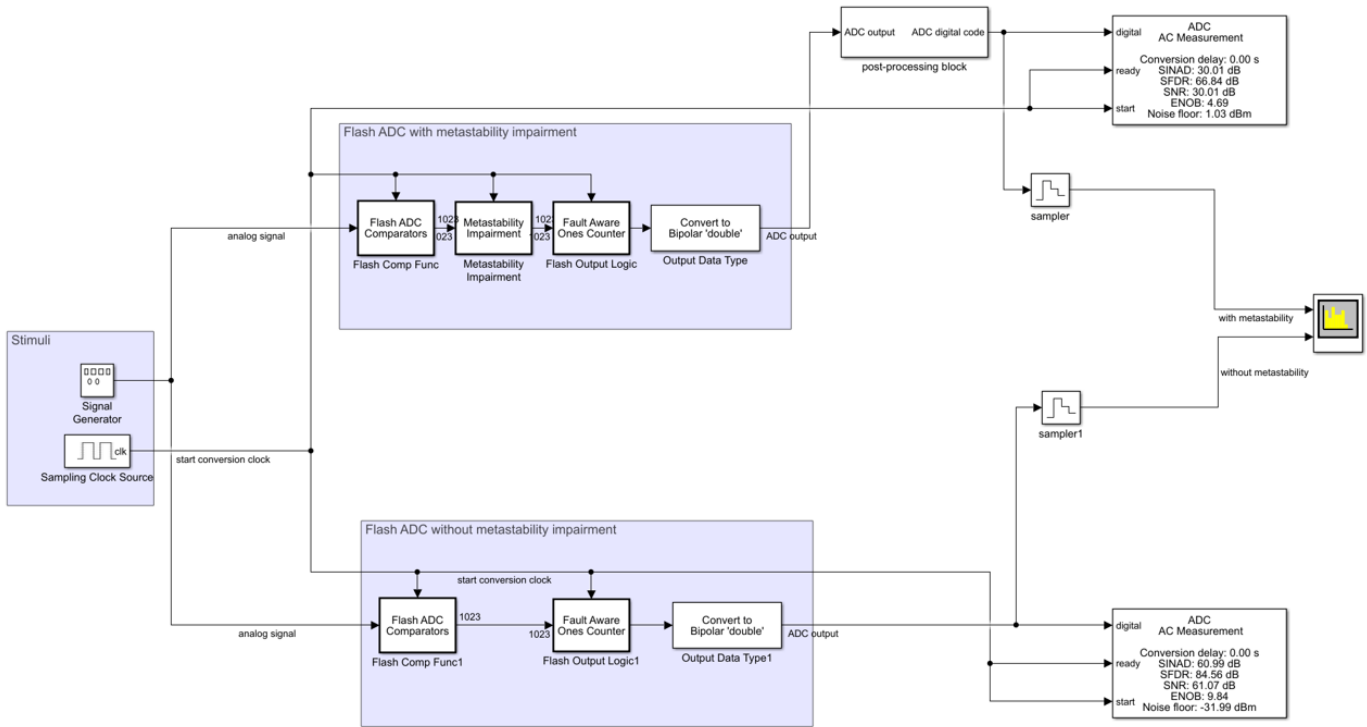 ADC output
ADC digital code
post-processing block
digital
ready
start
ADC
AC Measurement
Conversion delay: 0.00 s
SINAD: 30.01 dB
SFDR: 66.84 dB
SNR: 30.01 dB
ENOB: 4.69
Noise floor: 1.03 dBm
Flash ADC with metastability impairment
analog signal
Flash ADC
Comparators
Flash Comp Func
1023
1023
Metastability
Impairment
Metastability
Impairment
1023
1023
Fault Aware
Ones Counter
Flash Output Logic
Convert to
Bipolar 'double'
Output Data Type
ADC output
sampler
with metastability
without metastability
sampler1
Stimuli
Signal
Generator
clk
Sampling Clock Source
start conversion clock
Flash ADC without metastability impairment
start conversion clock
analog signal
Flash ADC
Comparators
Flash Comp Func1
1023
1023
Fault Aware
Ones Counter
Flash Output Logic1
Convert to
Bipolar 'double'
Output Data Type1
ADC output
digital
ready
start
ADC
AC Measurement
Conversion delay: 0.00 s
SINAD: 60.99 dB
SFDR: 84.56 dB
SNR: 61.07 dB
ENOB: 9.84
Noise floor: -31.99 dBm